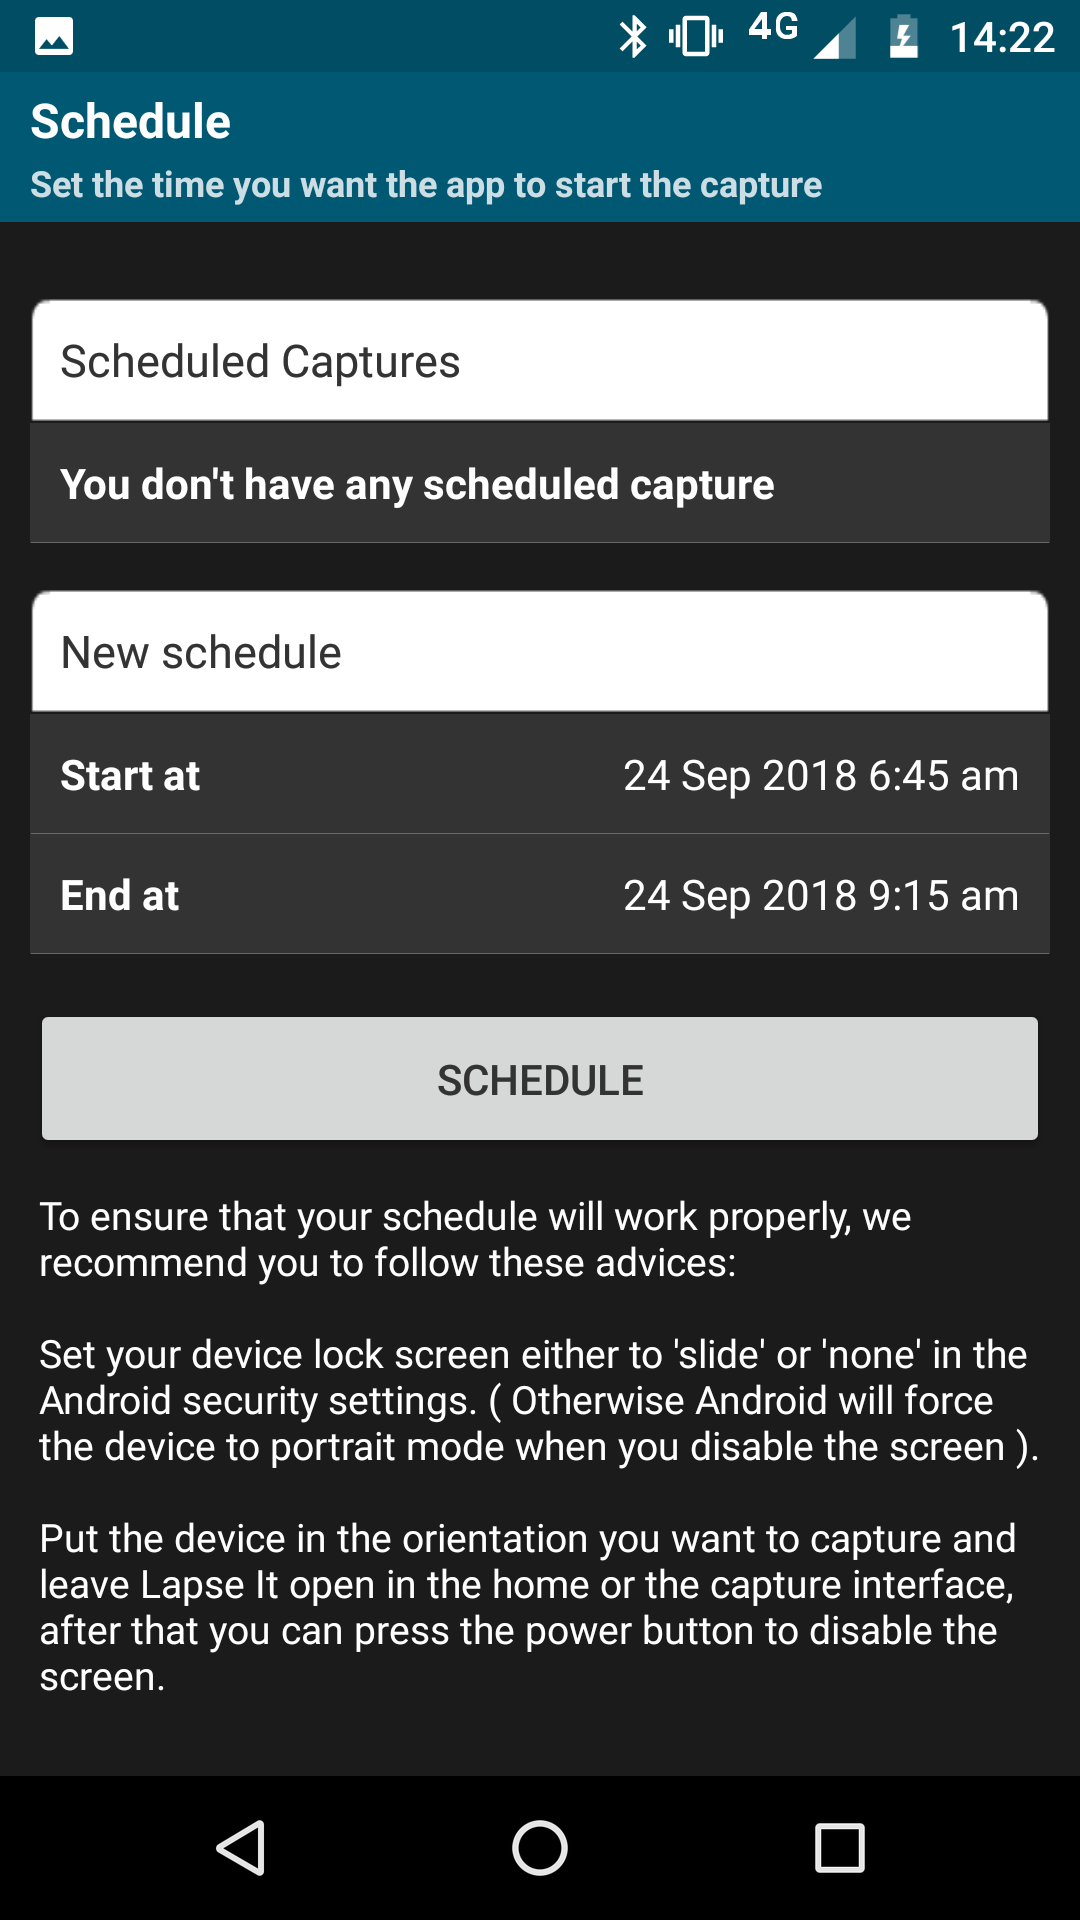 4G 14:22
Schedule
Set the time you want the app to start the capture
Scheduled Captures
You don't have any scheduled capture
New schedule
Start at 24 Sep 2018 6:45 am
End at 24 Sep 2018 9:15 am
SCHEDULE
To ensure that your schedule will work properly, we
recommend you to follow these advices:
Set your device lock screen either to 'slide' or 'none' in the
Android security settings. ( Otherwise Android will force
the device to portrait mode when you disable the screen ).
Put the device in the orientation you want to capture and
leave Lapse It open in the home or the capture interface,
after that you can press the power button to disable the
screen.